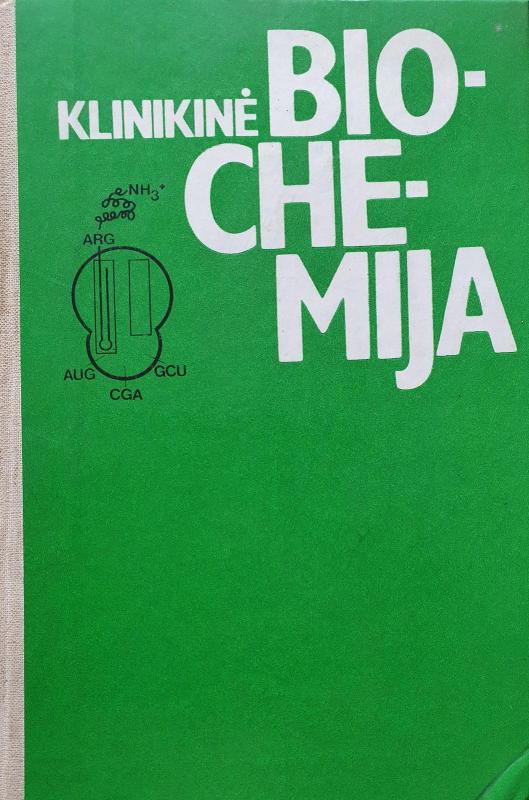 KLINIKINĖ BIO-
CHE-
MIJA
NH3+
ARG
AUG GCU
CGA